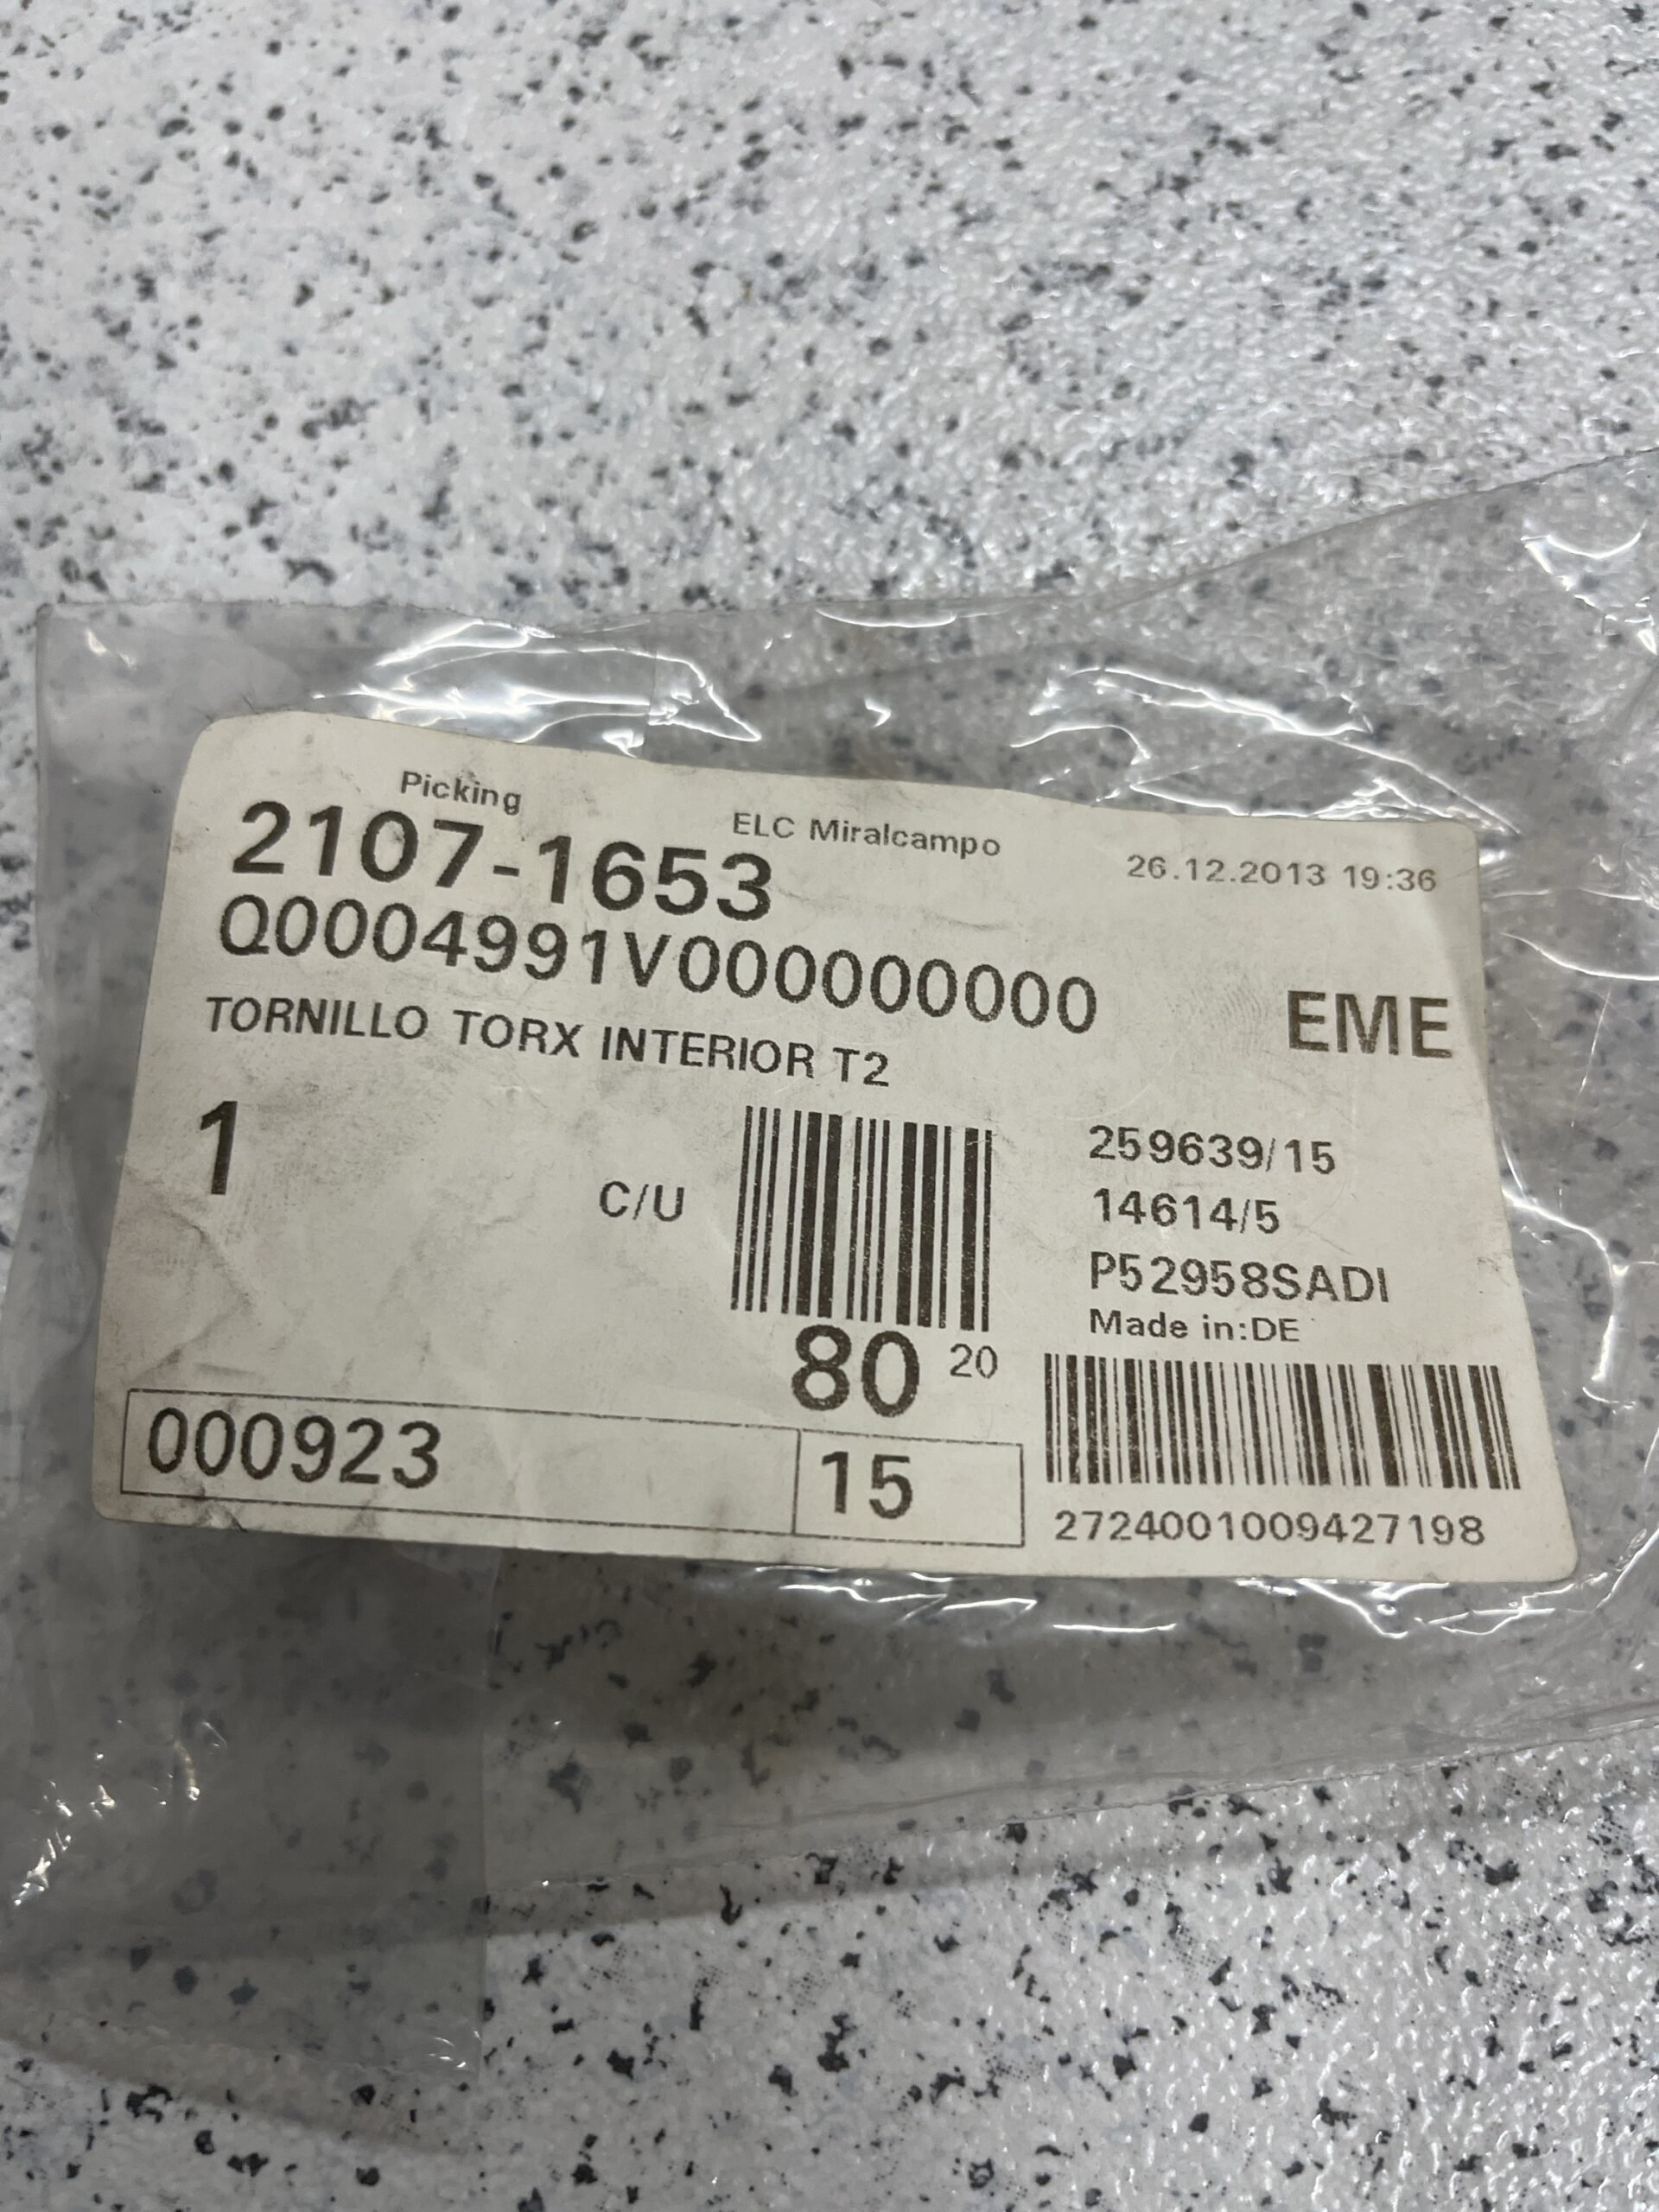 Picking
ELC Miralcampo
26.12.2013 19:36
2107-1653
Q0004991V000000000
EME
TORNILLO TORX INTERIOR T2
1
C/U
259639/15
14614/5
P52958SADI
Made in:DE
80 20
000923
15
2724001009427198